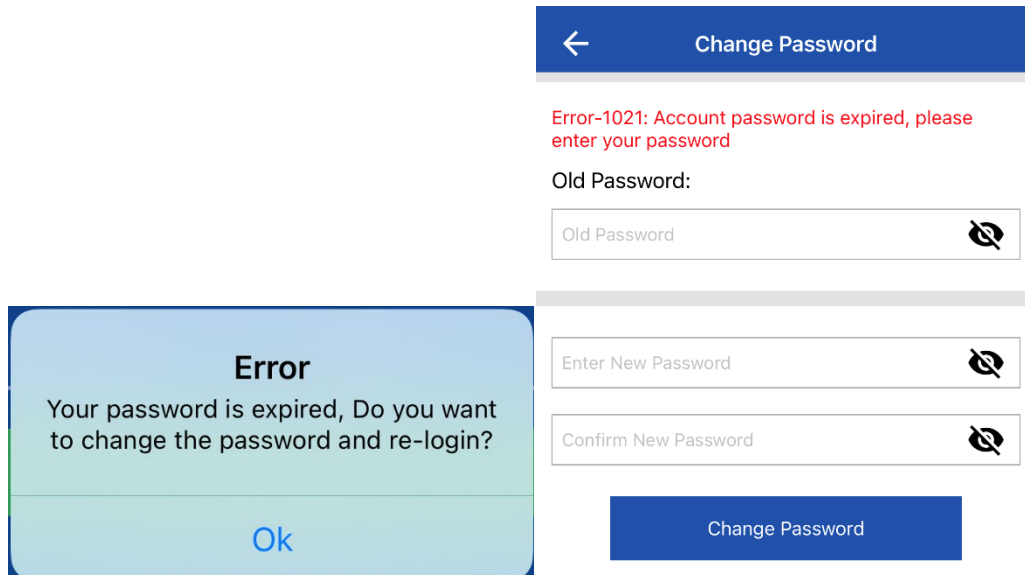 Error
Your password is expired, Do you want
to change the password and re-login?
Ok
Change Password
Error-1021: Account password is expired, please
enter your password
Old Password:
Old Password
Enter New Password
Confirm New Password
Change Password